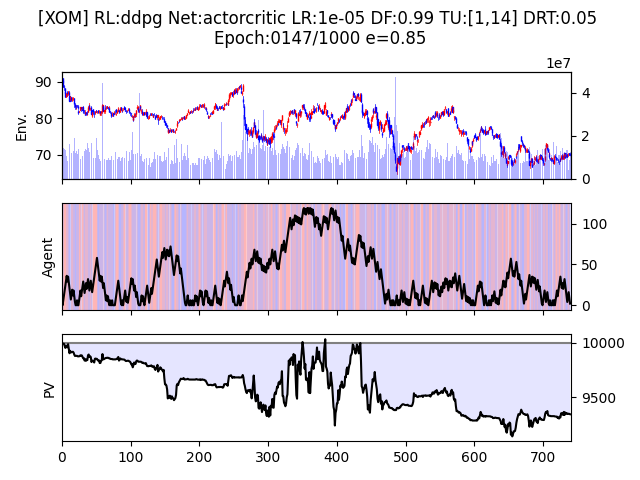 [XOM] RL:ddpg Net:actorcritic LR:1e-05 DF:0.99 TU:[1,14] DRT:0.05
Epoch:0147/1000 e=0.85
1e7
90
80
70
Env.
4
2
0
Agent
100
50
0
PV
10000
9500
0 100 200 300 400 500 600 700